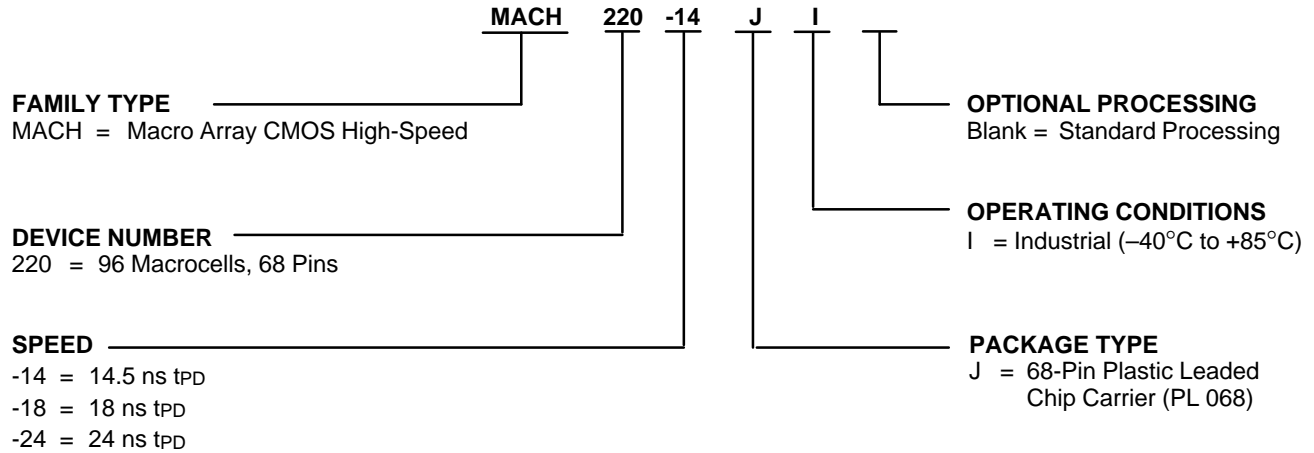 MACH 220 -14 J I
FAMILY TYPE
MACH = Macro Array CMOS High-Speed
DEVICE NUMBER
220 = 96 Macrocells, 68 Pins
SPEED
-14 = 14.5 ns tPD
-18 = 18 ns tPD
-24 = 24 ns tPD
OPTIONAL PROCESSING
Blank = Standard Processing
OPERATING CONDITIONS
I = Industrial (–40°C to +85°C)
PACKAGE TYPE
J = 68-Pin Plastic Leaded
Chip Carrier (PL 068)